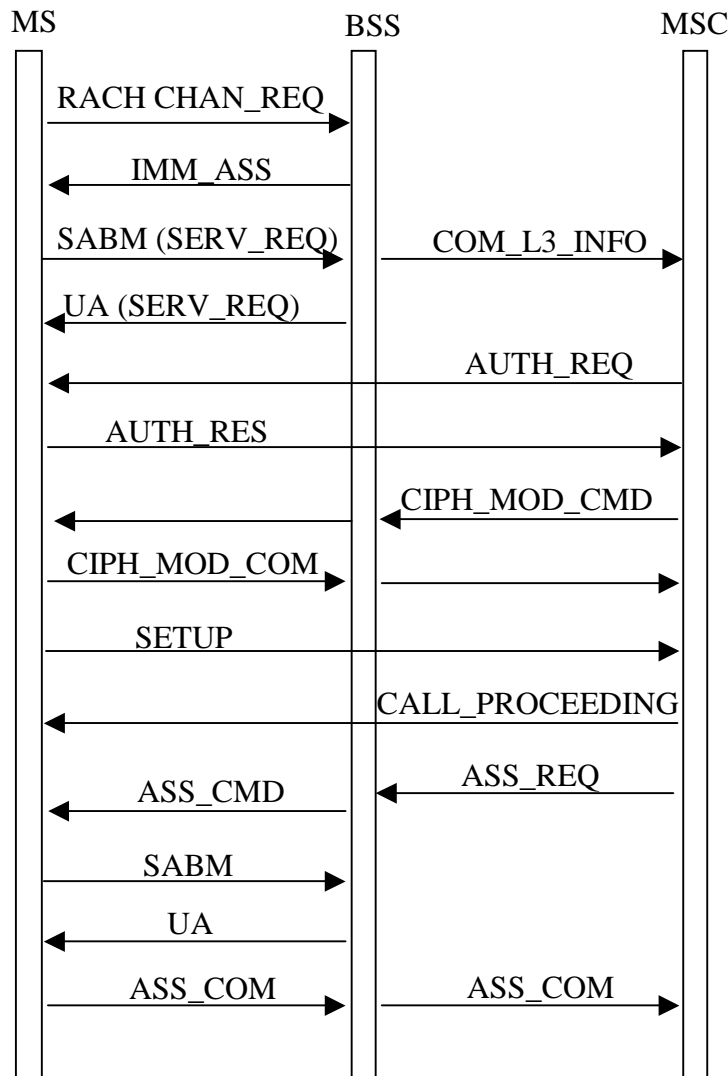 MS BSS MSC
RACH CHAN_REQ
IMM_ASS
SABM (SERV_REQ) COM_L3_INFO
UA (SERV_REQ)
AUTH_REQ
AUTH_RES
CIPH_MOD_CMD
CIPH_MOD_COM
SETUP
CALL_PROCEEDING
ASS_REQ
ASS_CMD
SABM
UA
ASS_COM ASS_COM